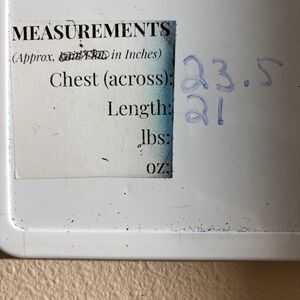 MEASUREMENTS
(Approx. in Inches)
Chest (across): 23.5
Length: 21
lbs:
oz: